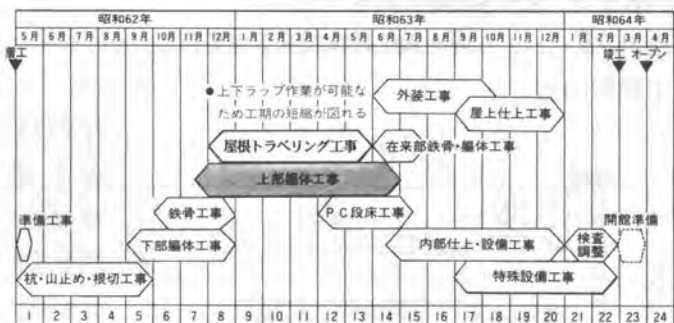 昭和62年 昭和63年 昭和64年
5月 6月 7月 8月 9月 10月 11月 12月 1月 2月 3月 4月 5月 6月 7月 8月 9月 10月 11月 12月 1月 2月 3月 4月
着工 竣工 オープン
●上下ラップ作業が可能な
ため工期の短縮が図れる
外装工事
屋上仕上工事
屋根トラベリング工事 在来部鉄骨・軀体工事
上部軀体工事
準備工事 鉄骨工事 PC段床工事 開館準備
下部軀体工事 内部仕上・設備工事 検査
調整
杭・山止め・根切工事 特殊設備工事
1 2 3 4 5 6 7 8 9 10 11 12 13 14 15 16 17 18 19 20 21 22 23 24